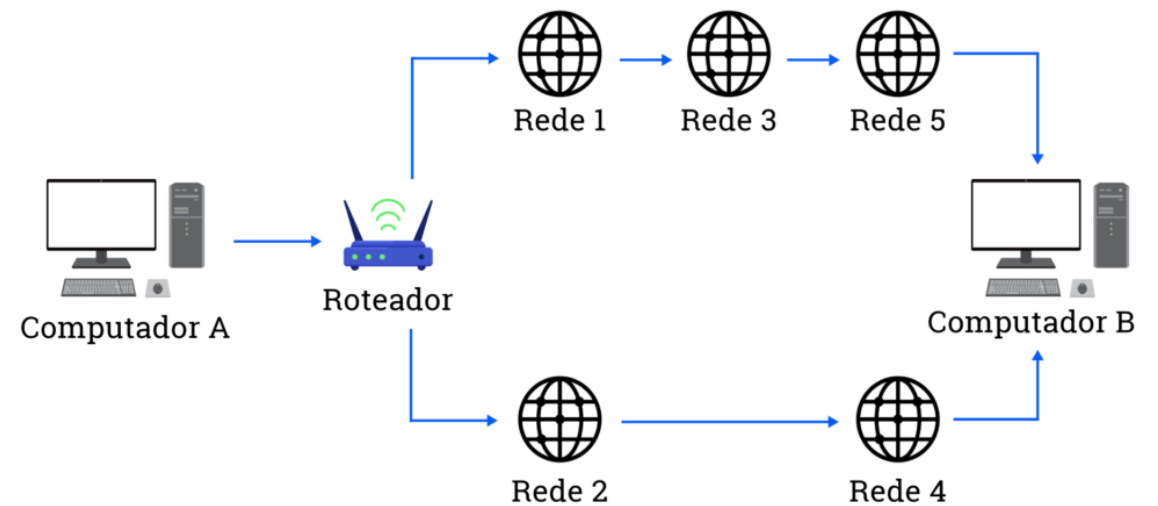 Rede 1
Rede 3
Rede 5
Computador A
Roteador
Computador B
Rede 2
Rede 4